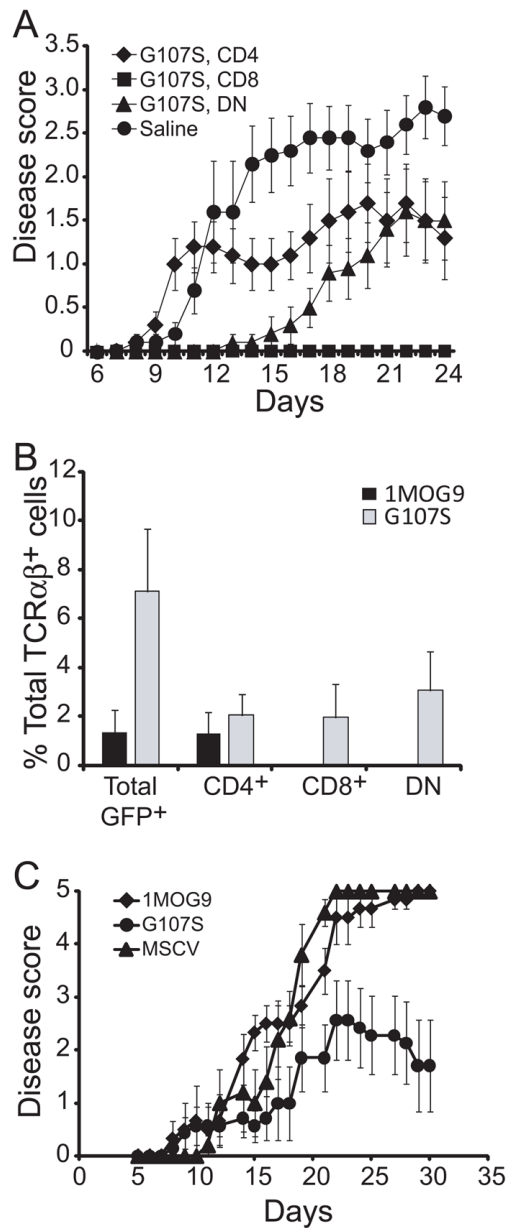 A
3.5
3.0
2.5
2.0
1.5
1.0
0.5
0
Disease score
G107S, CD4
G107S, CD8
G107S, DN
Saline
6 9 12 15 18 21 24
Days
B
12
10
8
6
4
2
0
% Total TCRαβ+ cells
1MOG9
G107S
Total GFP+ CD4+ CD8+ DN
C
5
4
3
2
1
0
Disease score
1MOG9
G107S
MSCV
0 5 10 15 20 25 30 35
Days